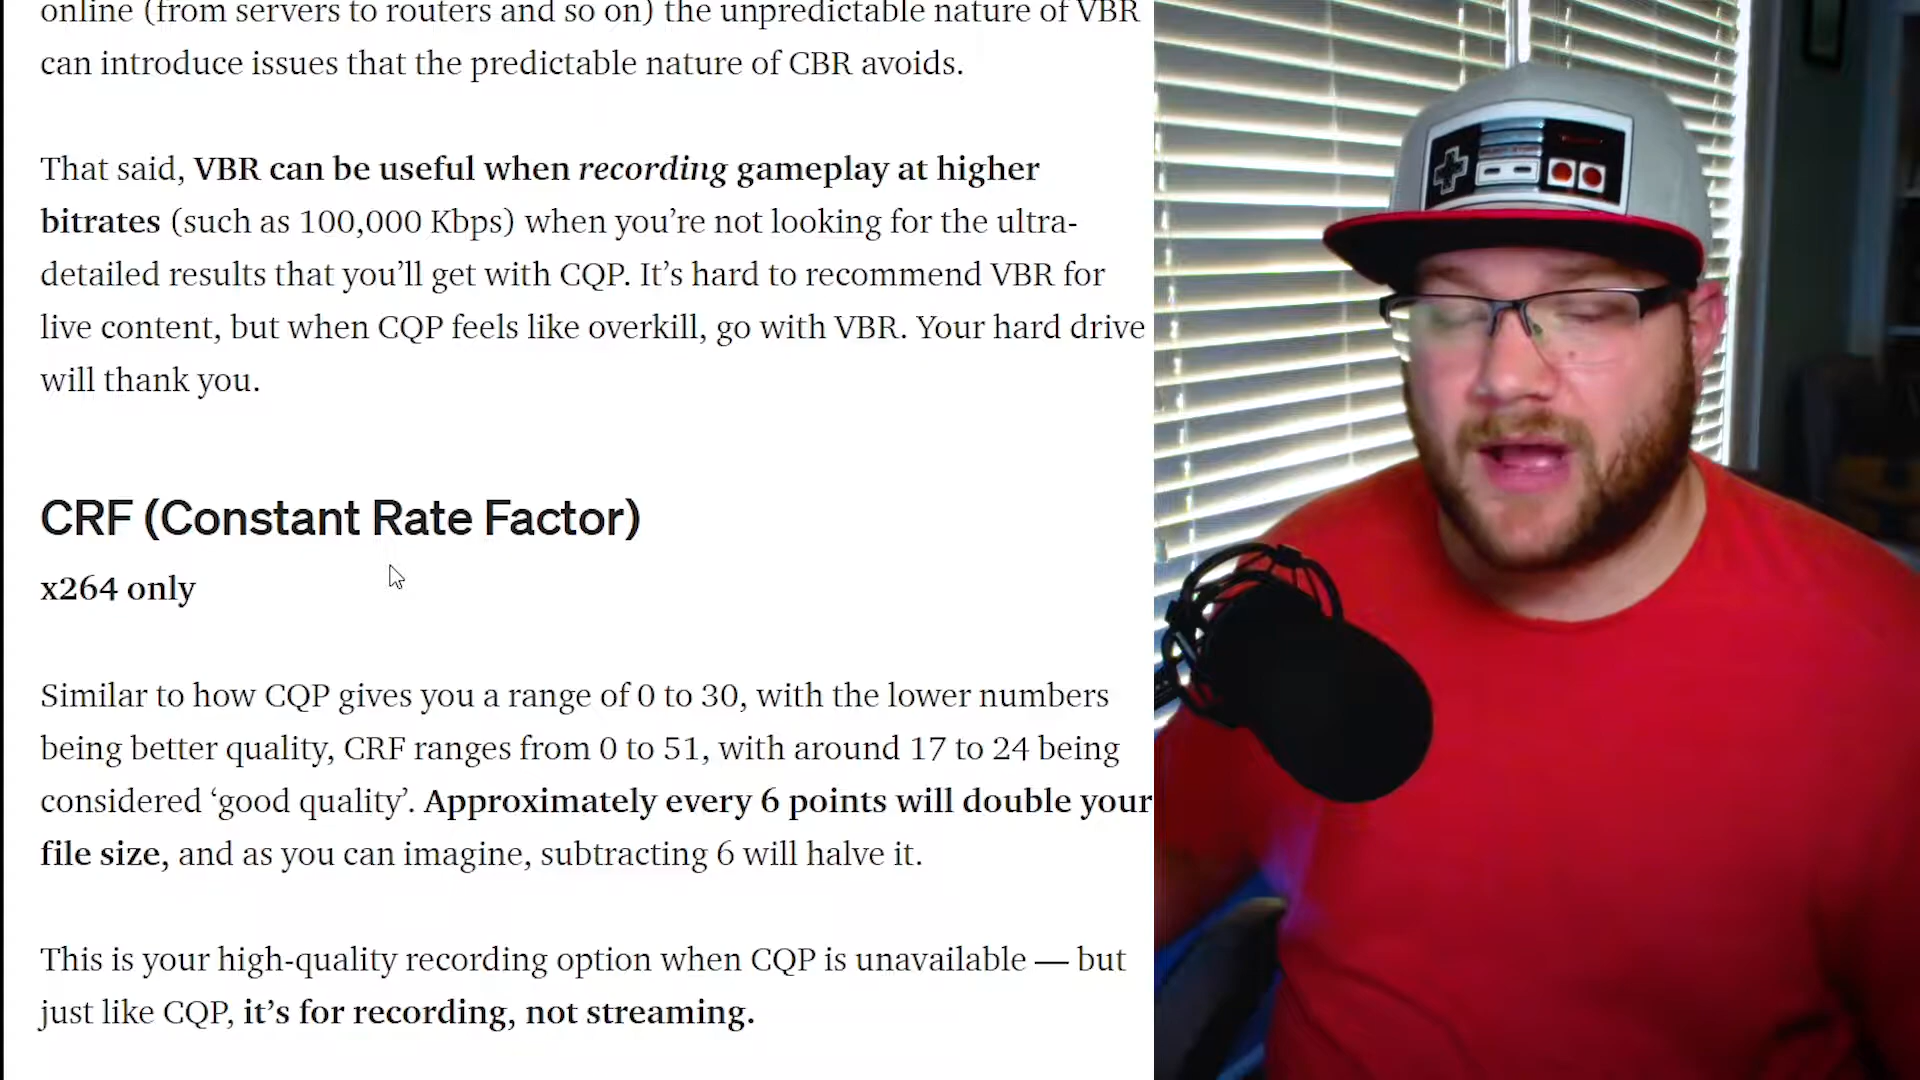 online (from servers to routers and so on) the unpredictable nature of VBR
can introduce issues that the predictable nature of CBR avoids.
That said, VBR can be useful when recording gameplay at higher
bitrates (such as 100,000 Kbps) when you’re not looking for the ultra-
detailed results that you’ll get with CQP. It’s hard to recommend VBR for
live content, but when CQP feels like overkill, go with VBR. Your hard drive
will thank you.
CRF (Constant Rate Factor)
x264 only
Similar to how CQP gives you a range of 0 to 30, with the lower numbers
being better quality, CRF ranges from 0 to 51, with around 17 to 24 being
considered ‘good quality’. Approximately every 6 points will double your
file size, and as you can imagine, subtracting 6 will halve it.
This is your high-quality recording option when CQP is unavailable — but
just like CQP, it’s for recording, not streaming.